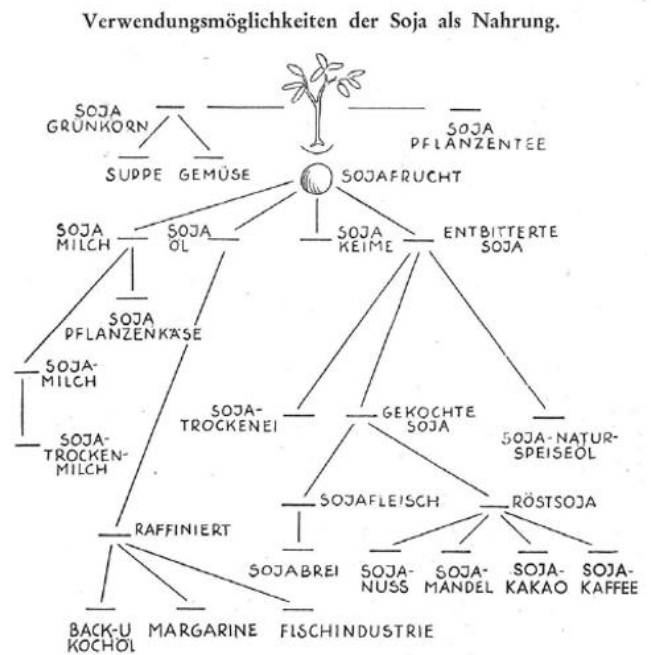 Verwendungsmöglichkeiten der Soja als Nahrung.
SOJA
GRÜNKORN
SOJA
PFLANZENTEE
SUPPE
GEMÜSE
SOJAFRUCHT
SOJA
MILCH
SOJA
ÖL
SOJA
KEIME
ENTBITTERTE
SOJA
SOJA
PFLANZENKÄSE
SOJA-
MILCH
SOJA-
TROCKENEI
GEKOCHTE
SOJA
SOJA-NATUR-
SPEISEÖL
SOJA-
TROCKEN-
MILCH
SOJAFLEISCH
RÖSTSOJA
RAFFINIERT
SOJABREI
SOJA-
NUSS
SOJA-
MANDEL
SOJA-
KAKAO
SOJA-
KAFFEE
BACK-U
KOCHÖL
MARGARINE
FISCHINDUSTRIE